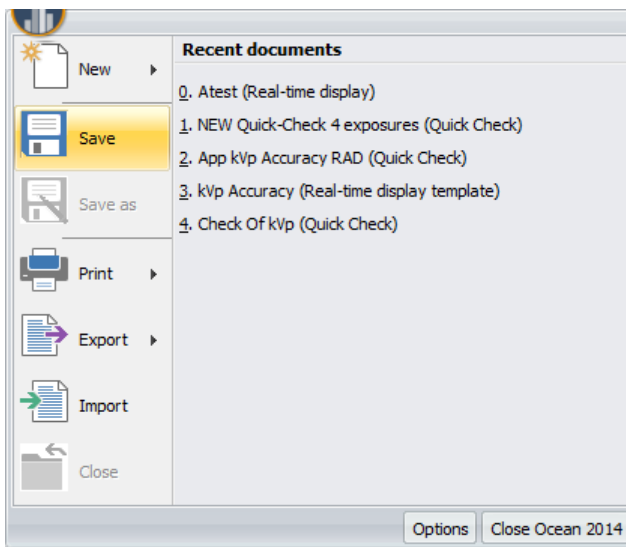 New
Save
Save as
Print
Export
Import
Close
Recent documents
0. Atest (Real-time display)
1. NEW Quick-Check 4 exposures (Quick Check)
2. App kVp Accuracy RAD (Quick Check)
3. kVp Accuracy (Real-time display template)
4. Check Of kVp (Quick Check)
Options
Close Ocean 2014